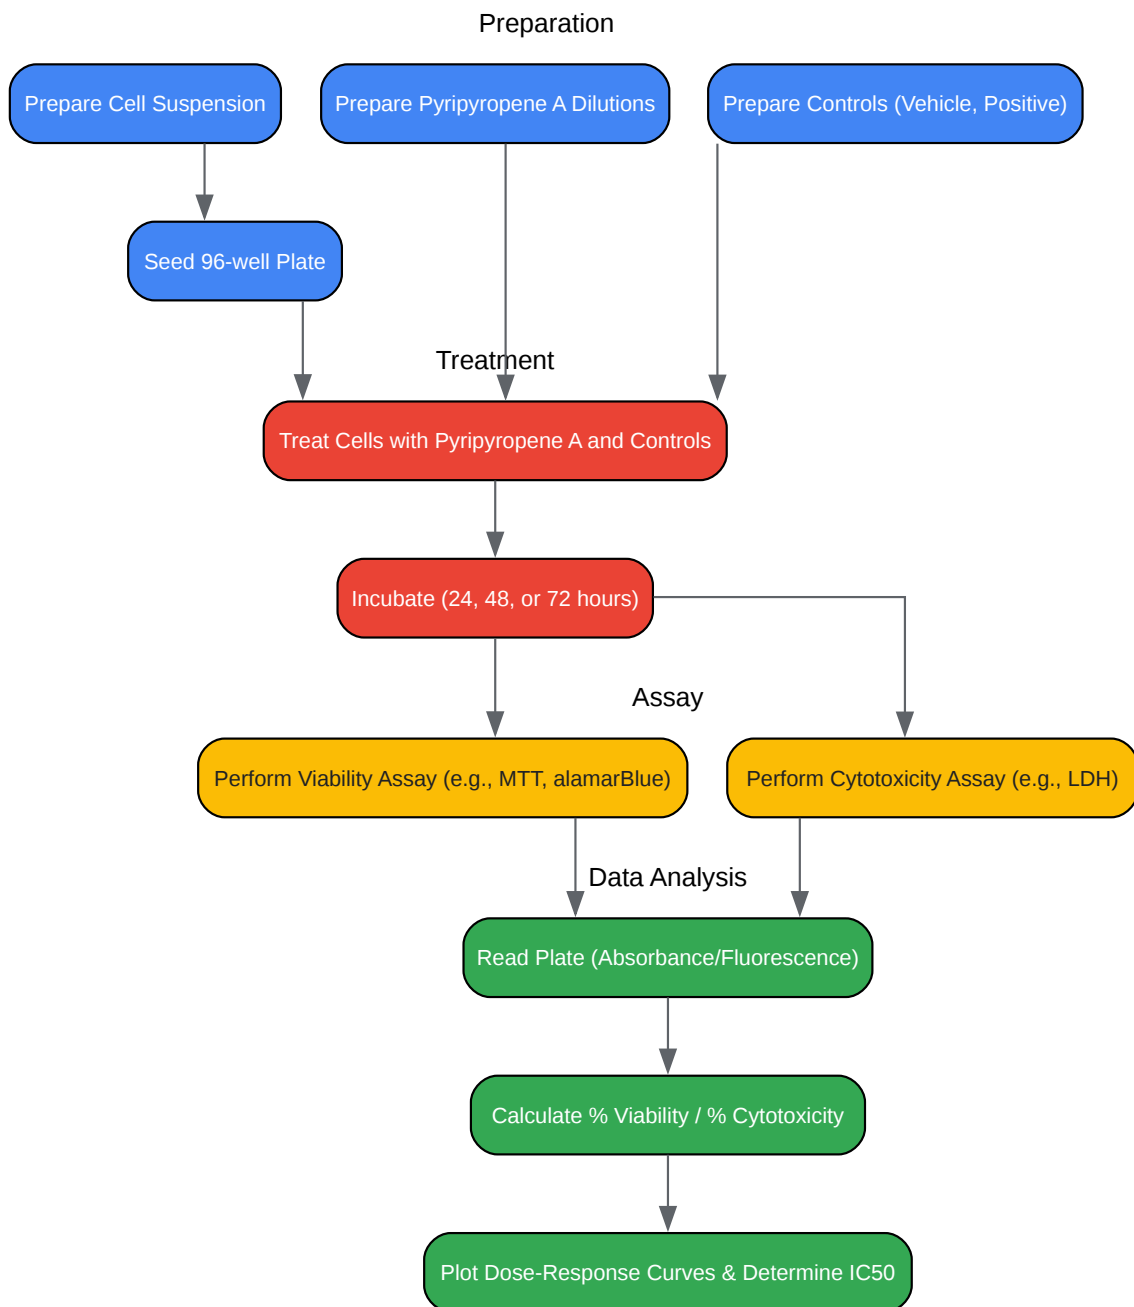 Preparation
Prepare Cell Suspension
Prepare Pyripyropene A Dilutions
Prepare Controls (Vehicle, Positive)
Seed 96-well Plate
Treatment
Treat Cells with Pyripyropene A and Controls
Incubate (24, 48, or 72 hours)
Assay
Perform Viability Assay (e.g., MTT, alamarBlue)
Perform Cytotoxicity Assay (e.g., LDH)
Data Analysis
Read Plate (Absorbance/Fluorescence)
Calculate % Viability / % Cytotoxicity
Plot Dose-Response Curves & Determine IC50